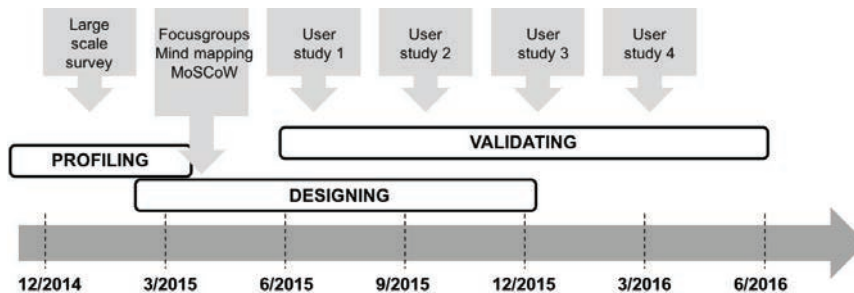 Large
scale
survey
Focusgroups
Mind mapping
MoSCoW
User
study 1
User
study 2
User
study 3
User
study 4
VALIDATING
PROFILING
DESIGNING
12/2014
3/2015
6/2015
9/2015
12/2015
3/2016
6/2016